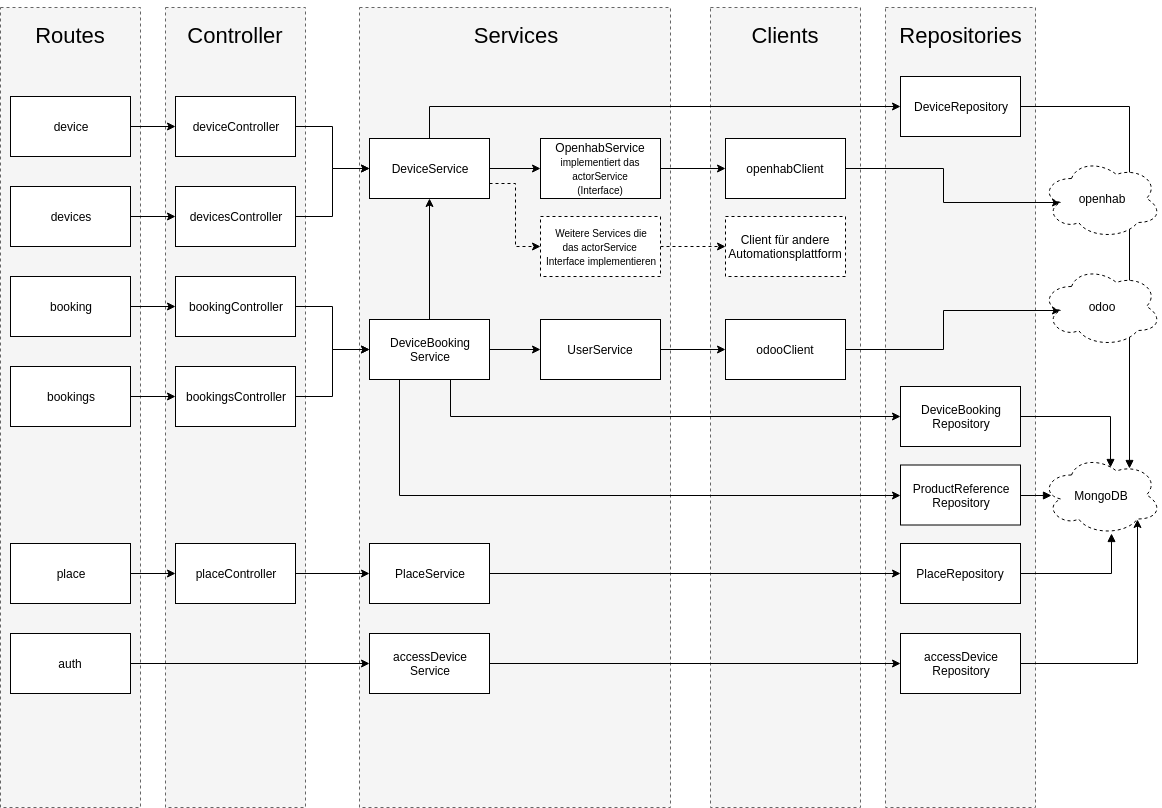 Routes
Controller
Services
Clients
Repositories
device
deviceController
DeviceService
OpenhabService
implementiert das
actorService
(Interface)
openhabClient
DeviceRepository
openhab
devices
devicesController
Weitere Services die
das actorService
Interface implementieren
Client für andere
Automationsplattform
booking
bookingController
DeviceBooking
Service
UserService
odooClient
odoo
bookings
bookingsController
DeviceBooking
Repository
ProductReference
Repository
MongoDB
place
placeController
PlaceService
PlaceRepository
auth
accessDevice
Service
accessDevice
Repository